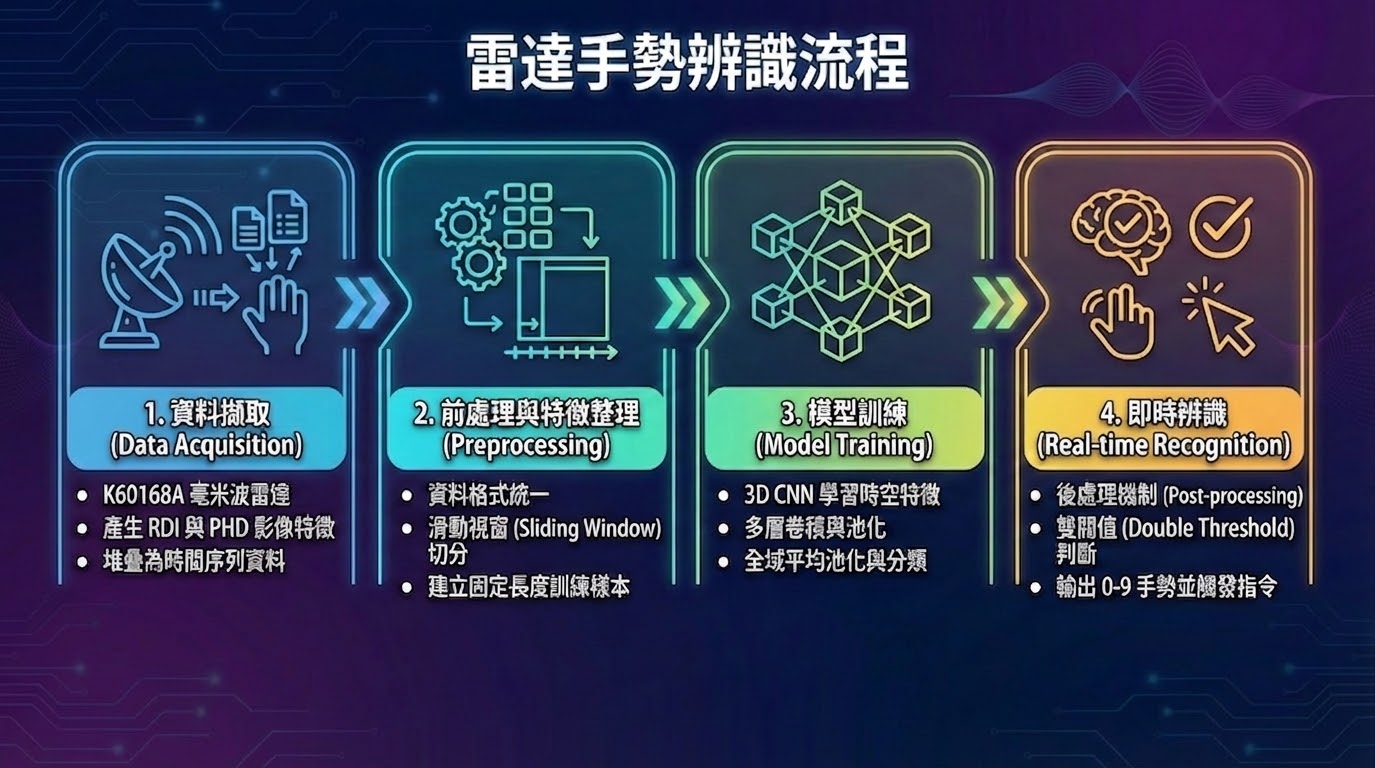 雷達手勢辨識流程
1. 資料擷取
(Data Acquisition)
• K60168A 毫米波雷達
• 產生 RDI 與 PHD 影像特徵
• 堆疊為時間序列資料
2. 前處理與特徵整理
(Preprocessing)
• 資料格式統一
• 滑動視窗 (Sliding Window)
切分
• 建立固定長度訓練樣本
3. 模型訓練
(Model Training)
• 3D CNN 學習時空特徵
• 多層卷積與池化
• 全域平均池化與分類
4. 即時辨識
(Real-time Recognition)
• 後處理機制 (Post-processing)
• 雙閾值 (Double Threshold)
判斷
• 輸出 0-9 手勢並觸發指令